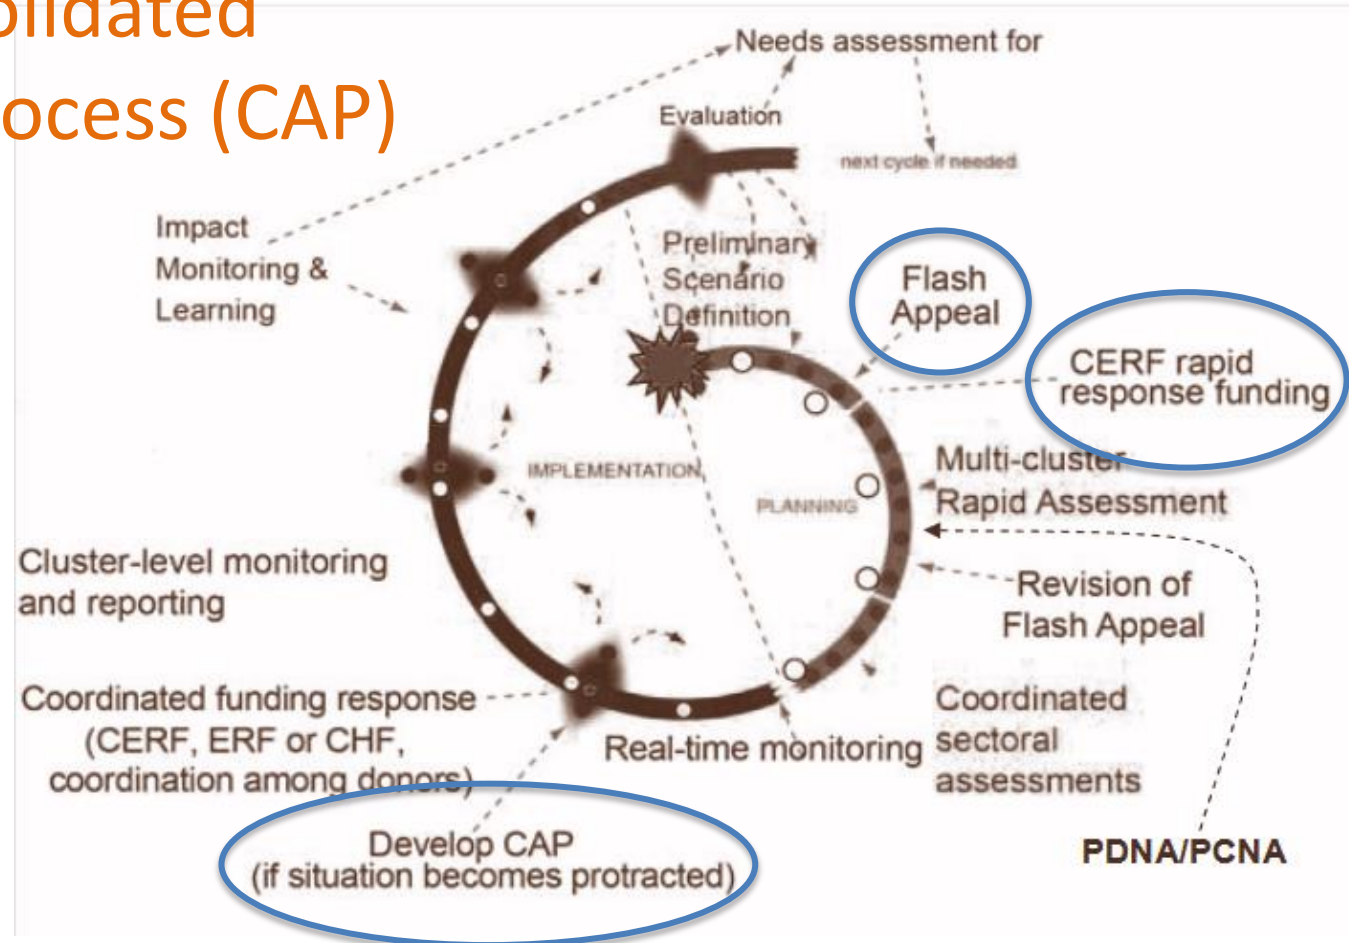 olidated
ocess (CAP)
Needs assessment for
Evaluation
next cycle if needed
Impact
Monitoring &
Learning
Preliminary
Scenario
Definition
Flash
Appeal
CERF rapid
response funding
IMPLEMENTATION
PLANNING
Multi-cluster
Rapid Assessment
Cluster-level monitoring
and reporting
Revision of
Flash Appeal
Coordinated funding response
(CERF, ERF or CHF,
coordination among donors)
Real-time monitoring
Coordinated
sectoral
assessments
Develop CAP
(if situation becomes protracted)
PDNA/PCNA